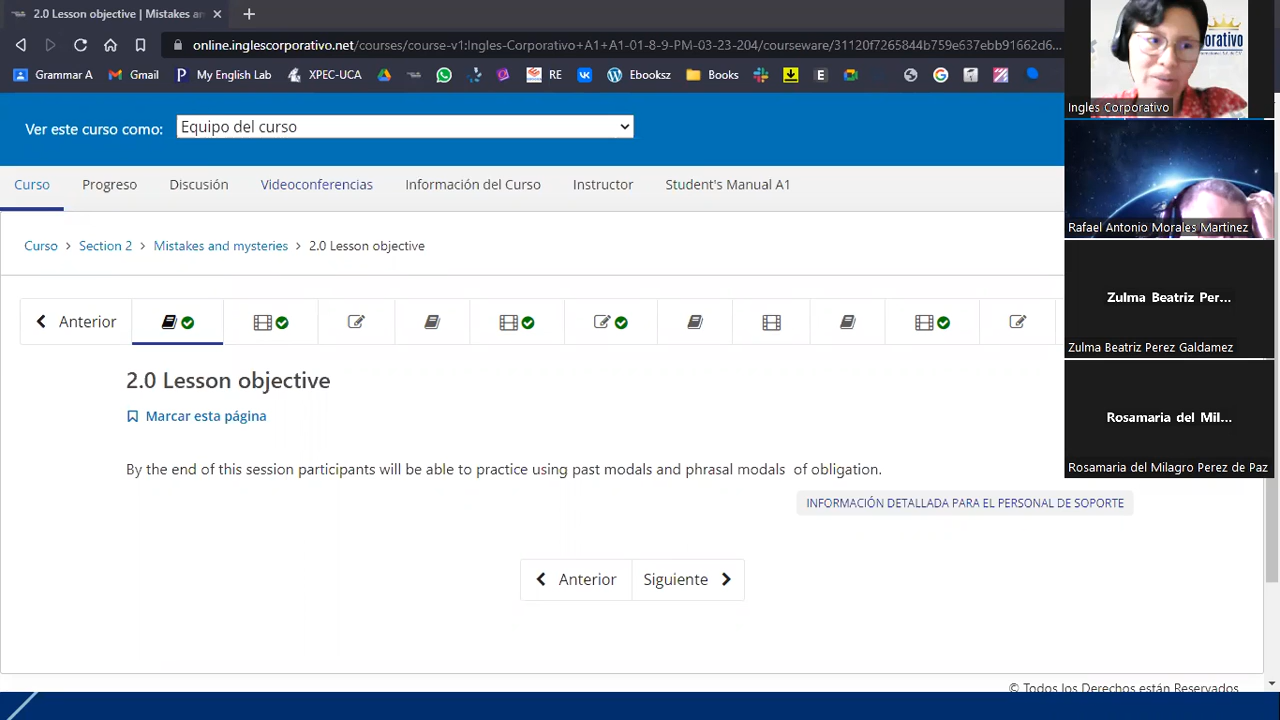 2.0 Lesson objective | Mistakes an
online.inglescorporativo.net/courses/course-v1:Ingles-Corporativo+A1+A1-01-8-9-PM-03-23-204/courseware/31120f7265844b759e637ebb91662d6...
Grammar A
Gmail
My English Lab
XPEC-UCA
RE
Ebooksz
Books
Ver este curso como:
Equipo del curso
Curso
Progreso
Discusión
Videoconferencias
Información del Curso
Instructor
Student's Manual A1
Curso > Section 2 > Mistakes and mysteries > 2.0 Lesson objective
Anterior
2.0 Lesson objective
Marcar esta página
By the end of this session participants will be able to practice using past modals and phrasal modals of obligation.
INFORMACIÓN DETALLADA PARA EL PERSONAL DE SOPORTE
Anterior
Siguiente
© Todos los Derechos están Reservados
orativo
Ingles Corporativo
Rafael Antonio Morales Martinez
Zulma Beatriz Per...
Zulma Beatriz Perez Galdamez
Rosamaria del Mil...
Rosamaria del Milagro Perez de Paz